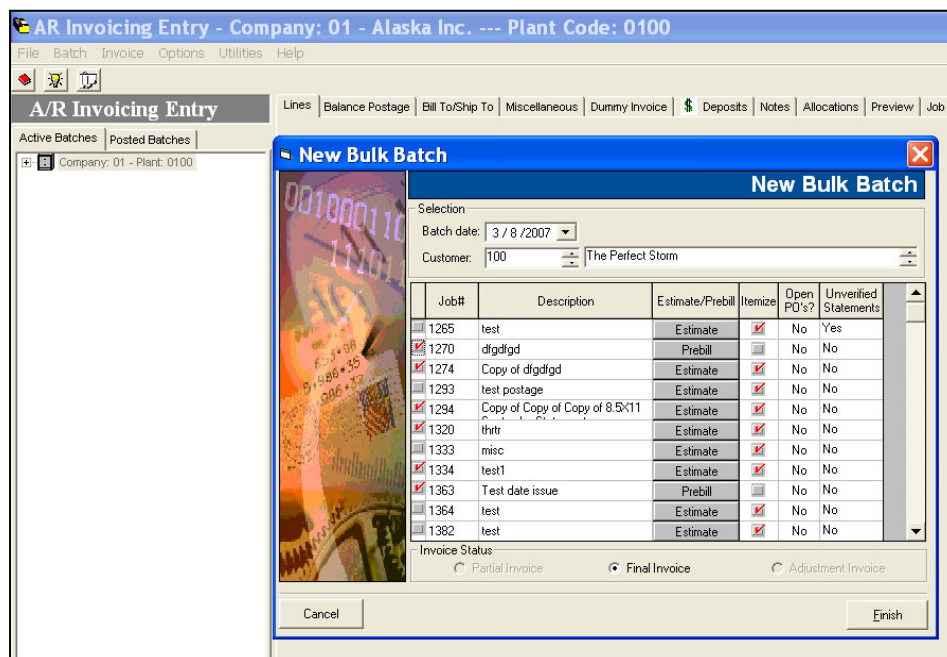 AR Invoicing Entry - Company: 01 - Alaska Inc. --- Plant Code: 0100
File Batch Invoice Options Utilities Help
A/R Invoicing Entry
Lines Balance Postage Bill To/Ship To Miscellaneous Dummy Invoice $ Deposits Notes Allocations Preview Job
Active Batches Posted Batches
Company: 01 - Plant: 0100
New Bulk Batch
New Bulk Batch
Selection
Batch date: 3 / 8 /2007
Customer: 100 The Perfect Storm
Job# Description Estimate/Prebill Itemize Open PO's? Unverified Statements
1265 test Estimate No Yes
1270 dfgdfgd Prebill No No
1274 Copy of dfgdfgd Estimate No No
1293 test postage Estimate No No
1294 Copy of Copy of Copy of 8.5X11 Estimate No No
1320 thrtr Estimate No No
1333 misc Estimate No No
1334 test1 Estimate No No
1363 Test date issue Prebill No No
1364 test Estimate No No
1382 test Estimate No No
Invoice Status
Partial Invoice Final Invoice Adjustment Invoice
Cancel Finish